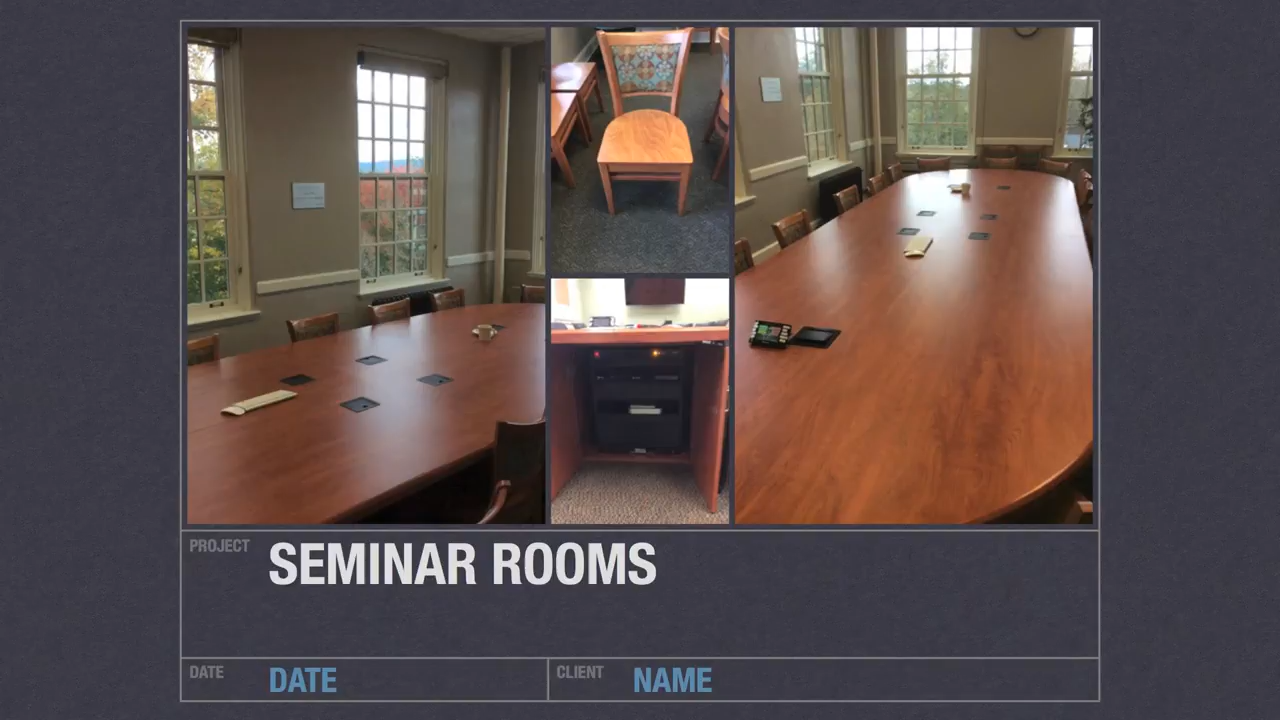 PROJECT
SEMINAR ROOMS
DATE
DATE
CLIENT
NAME